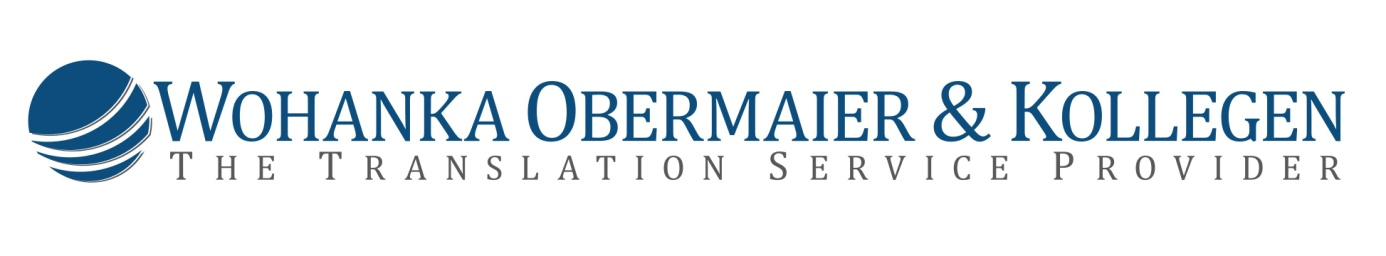 WOHANKA OBERMAIER & KOLLEGEN
THE TRANSLATION SERVICE PROVIDER